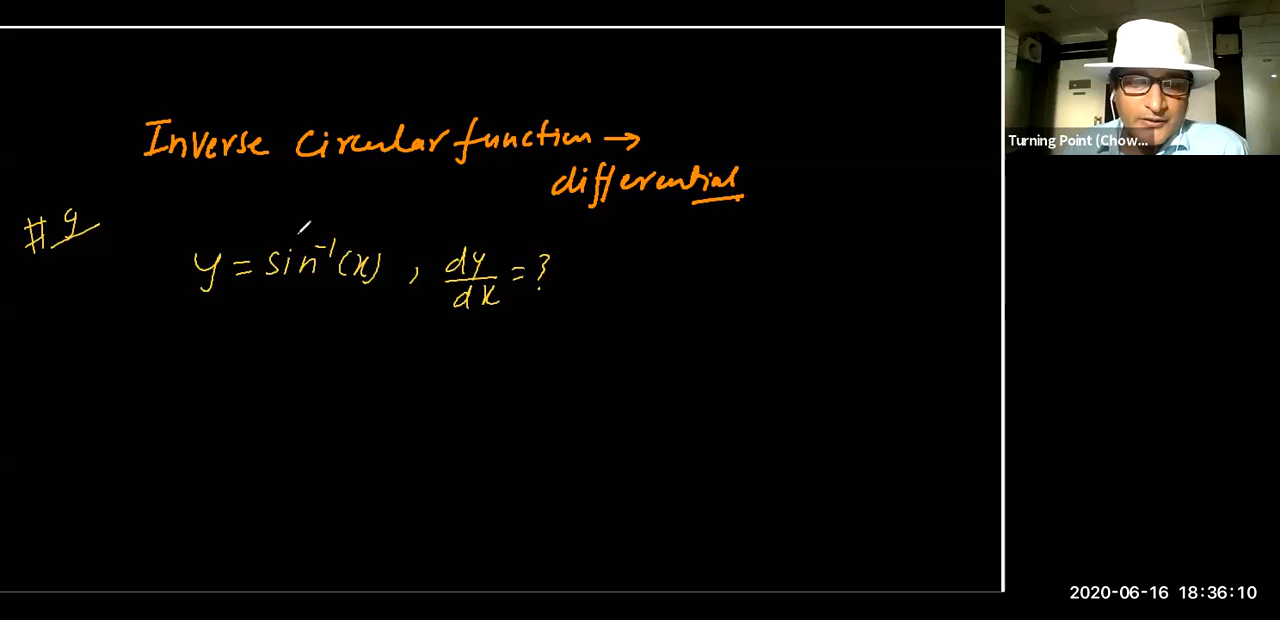 Inverse circular function →
differential
# 9
y = sin⁻¹(x) , dy/dx = ?
Turning Point (Chow...
2020-06-16 18:36:10